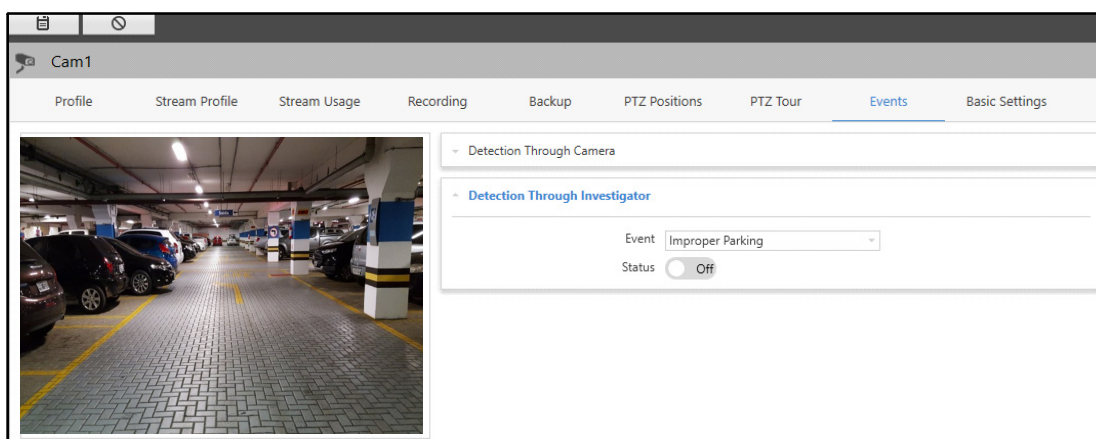 Cam1
Profile Stream Profile Stream Usage Recording Backup PTZ Positions PTZ Tour Events Basic Settings
Detection Through Camera
Detection Through Investigator
Event Improper Parking
Status Off